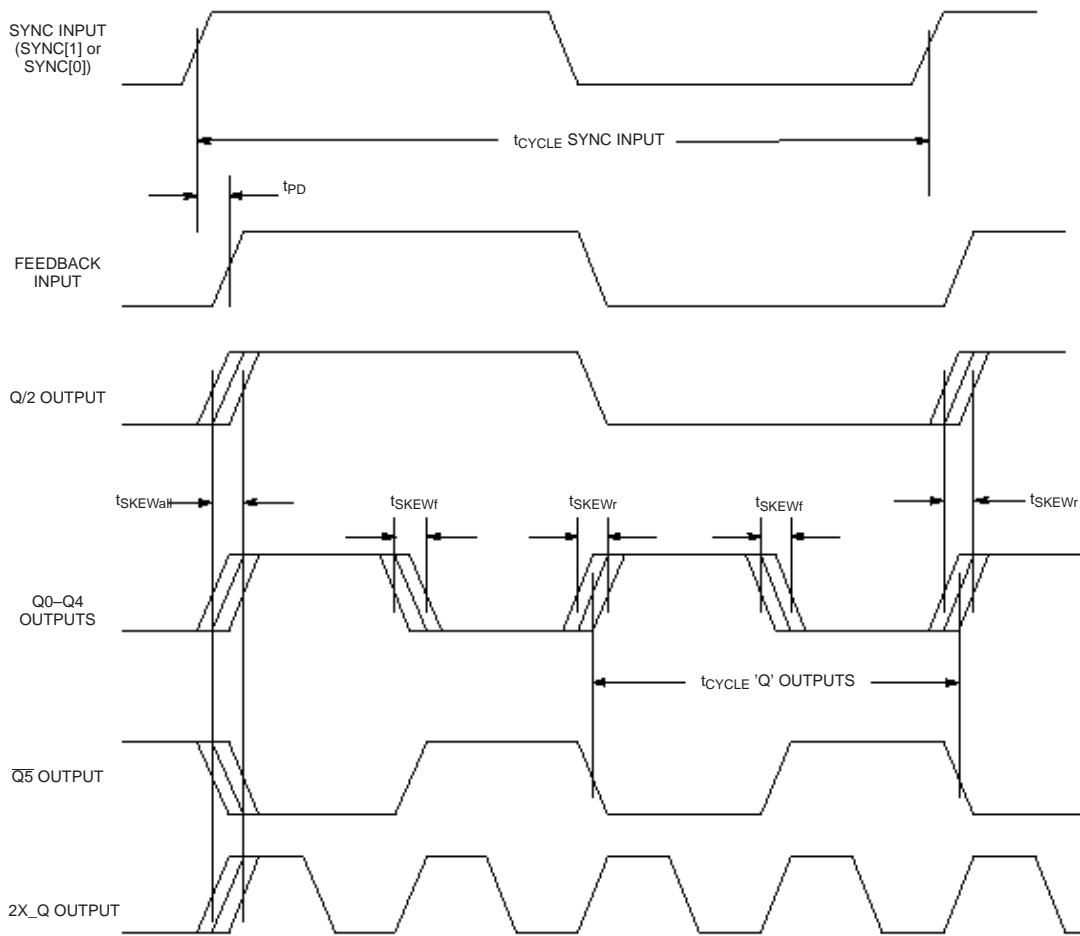 SYNC INPUT
(SYNC[1] or
SYNC[0])
tCYCLE SYNC INPUT
tPD
FEEDBACK
INPUT
Q/2 OUTPUT
tSKEWall
tSKEWf
tSKEWr
tSKEWf
tSKEWr
Q0–Q4
OUTPUTS
tCYCLE 'Q' OUTPUTS
Q5 OUTPUT
2X_Q OUTPUT